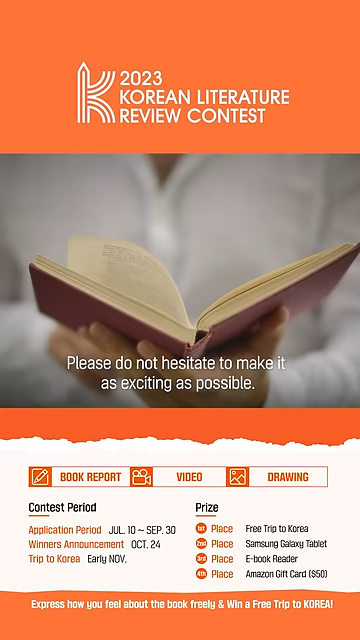 2023
KOREAN LITERATURE
REVIEW CONTEST
Please do not hesitate to make it
as exciting as possible.
BOOK REPORT VIDEO DRAWING
Contest Period
Application Period JUL. 10 ~ SEP. 30
Winners Announcement OCT. 24
Trip to Korea Early NOV.
Prize
1st Place Free Trip to Korea
2nd Place Samsung Galaxy Tablet
3rd Place E-book Reader
4th Place Amazon Gift Card ($50)
Express how you feel about the book freely & Win a Free Trip to KOREA!